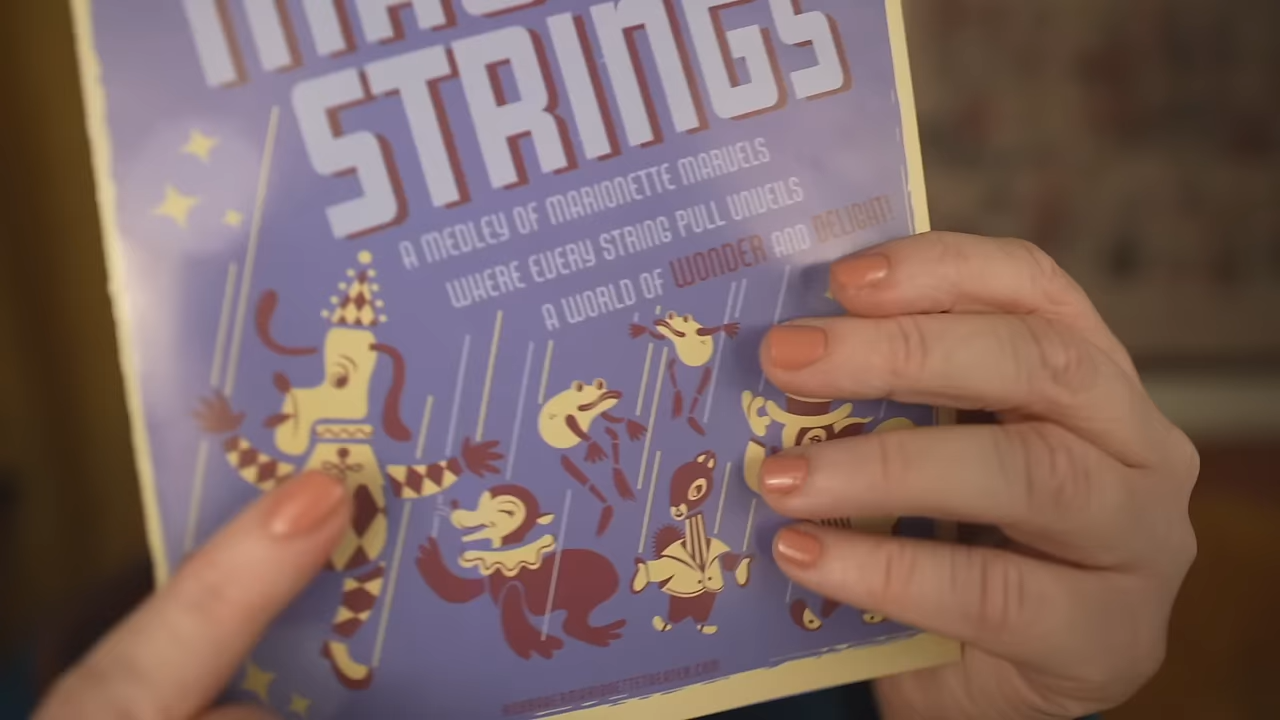 STRINGS
A MEDLEY OF MARIONETTE MARVELS
WHERE EVERY STRING PULL UNVEILS
A WORLD OF WONDER AND DELIGHT!